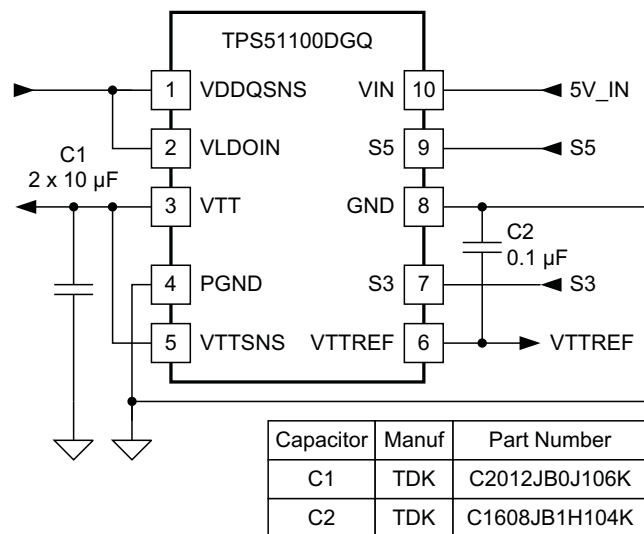 TPS51100DGQ
1 VDDQSNS VIN 10 5V_IN
2 VLDOIN S5 9 S5
C1
2 x 10 µF
3 VTT GND 8
C2
0.1 µF
4 PGND S3 7 S3
5 VTTSNS VTTREF 6 VTTREF
Capacitor Manuf Part Number
C1 TDK C2012JB0J106K
C2 TDK C1608JB1H104K